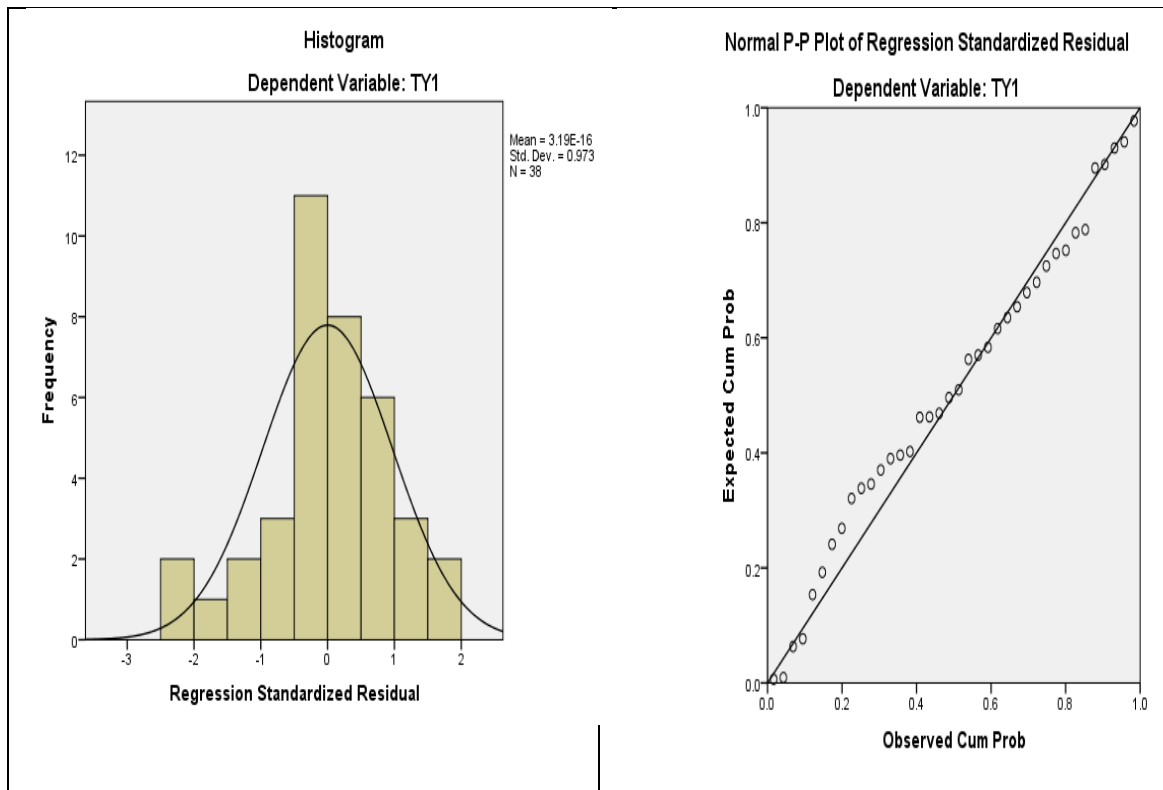 Histogram
Dependent Variable: TY1
Mean = 3.19E-16
Std. Dev. = 0.973
N = 38
12
10
8
6
4
2
0
Frequency
-3 -2 -1 0 1 2
Regression Standardized Residual
Normal P-P Plot of Regression Standardized Residual
Dependent Variable: TY1
1.0
0.8
0.6
0.4
0.2
0.0
Expected Cum Prob
0.0 0.2 0.4 0.6 0.8 1.0
Observed Cum Prob